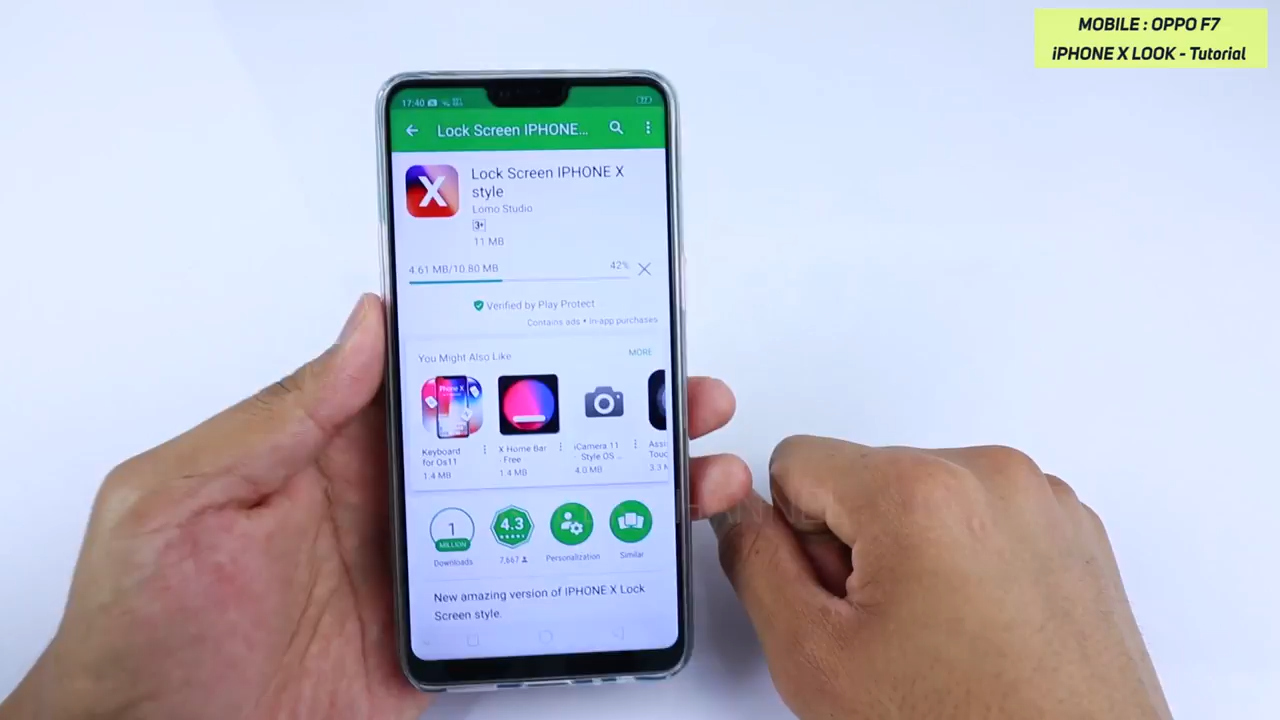 MOBILE : OPPO F7
iPHONE X LOOK - Tutorial
17:40
Lock Screen IPHONE...
X
Lock Screen IPHONE X
style
Lomo Studio
3+
11 MB
4.61 MB/10.80 MB
42%
Verified by Play Protect
Contains ads • In-app purchases
You Might Also Like
MORE
Keyboard
for Os11
1.4 MB
X Home Bar
- Free
1.4 MB
iCamera 11
- Style OS ...
4.0 MB
Assi
Touc
3.3 M
1
MILLION
Downloads
4.3
7,667
Personalization
Similar
New amazing version of IPHONE X Lock
Screen style.